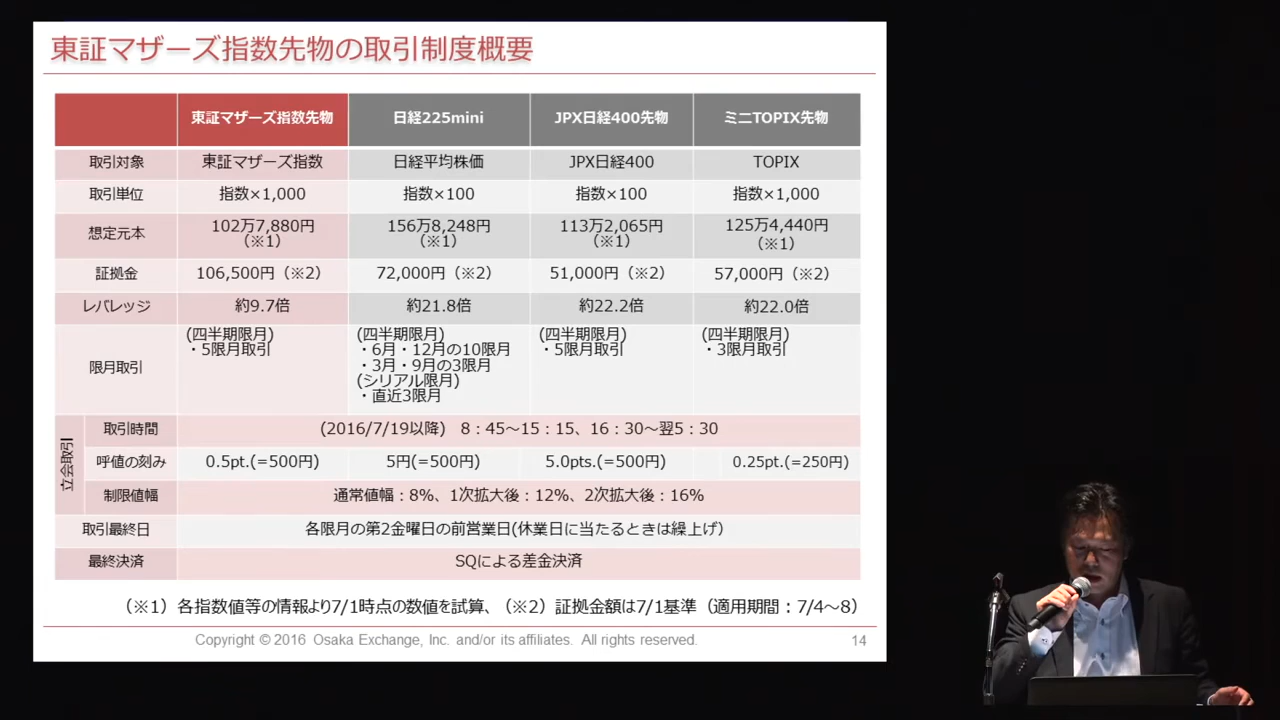 東証マザーズ指数先物の取引制度概要
東証マザーズ指数先物 日経225mini JPX日経400先物 ミニTOPIX先物
取引対象 東証マザーズ指数 日経平均株価 JPX日経400 TOPIX
取引単位 指数×1,000 指数×100 指数×100 指数×1,000
想定元本 102万7,880円 156万8,248円 113万2,065円 125万4,440円
（※1） （※1） （※1） （※1）
証拠金 106,500円（※2） 72,000円（※2） 51,000円（※2） 57,000円（※2）
レバレッジ 約9.7倍 約21.8倍 約22.2倍 約22.0倍
限月取引
(四半期限月)
・5限月取引
(四半期限月)
・6月・12月の10限月
・3月・9月の3限月
(シリアル限月)
・直近3限月
(四半期限月)
・5限月取引
(四半期限月)
・3限月取引
立会取引
取引時間 (2016/7/19以降) 8：45～15：15、16：30～翌5：30
呼値の刻み 0.5pt.(=500円) 5円(=500円) 5.0pts.(=500円) 0.25pt.(=250円)
制限値幅 通常値幅：8%、1次拡大後：12%、2次拡大後：16%
取引最終日 各限月の第2金曜日の前営業日(休業日に当たるときは繰上げ）
最終決済 SQによる差金決済
（※1）各指数値等の情報より7/1時点の数値を試算、（※2）証拠金額は7/1基準（適用期間：7/4～8）
Copyright © 2016 Osaka Exchange, Inc. and/or its affiliates. All rights reserved.
14